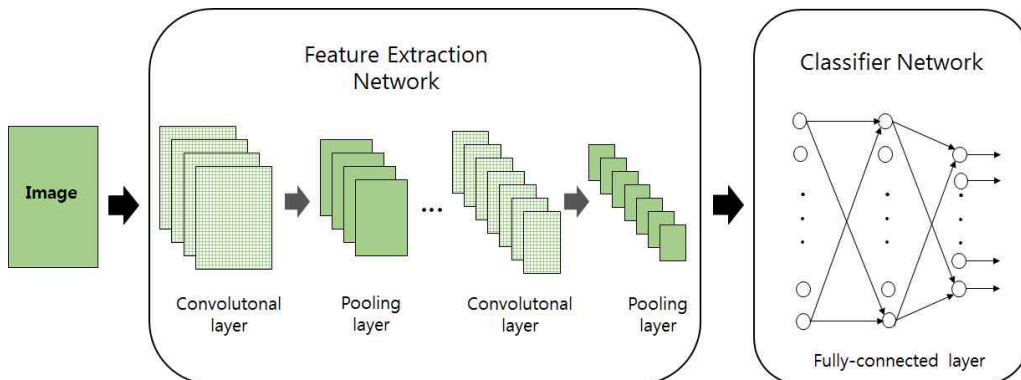 Feature Extraction
Network
Classifier Network
Image
...
Convolutonal
layer
Pooling
layer
Convolutonal
layer
Pooling
layer
Fully-connected layer